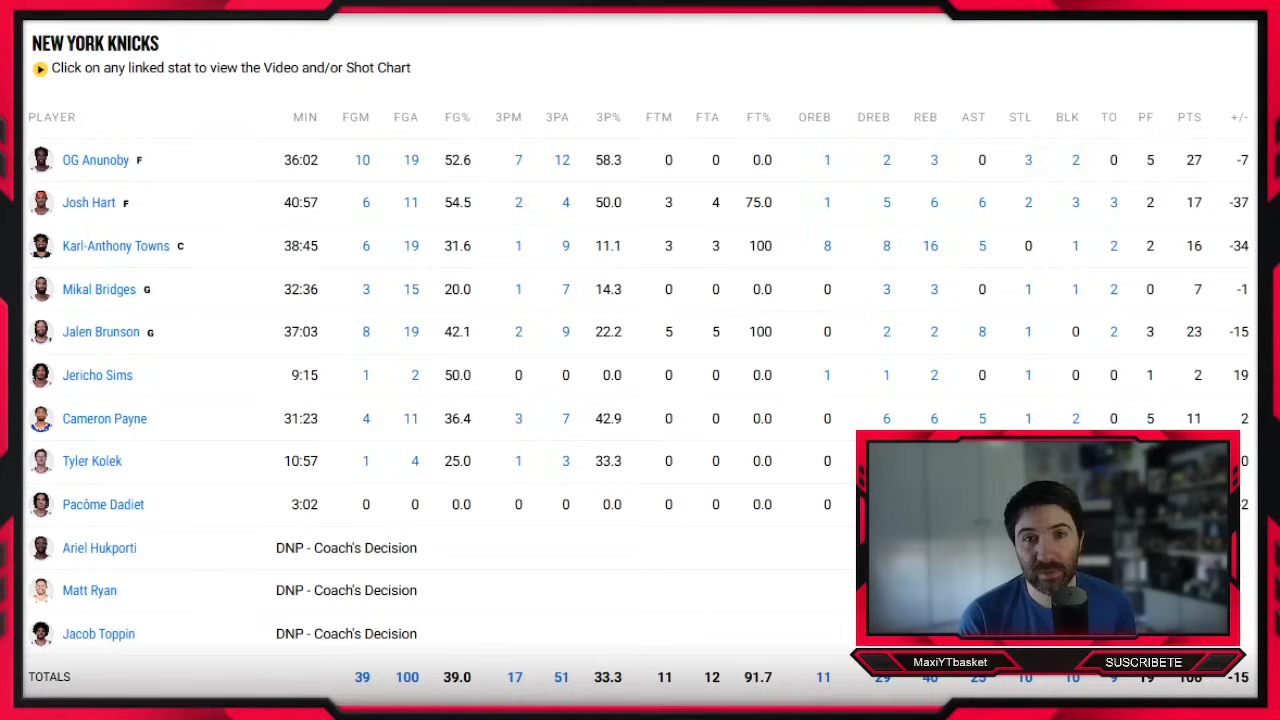 NEW YORK KNICKS
Click on any linked stat to view the Video and/or Shot Chart
PLAYER MIN FGM FGA FG% 3PM 3PA 3P% FTM FTA FT% OREB DREB REB AST STL BLK TO PF PTS +/-
OG Anunoby F 36:02 10 19 52.6 7 12 58.3 0 0 0.0 1 2 3 0 3 2 0 5 27 -7
Josh Hart F 40:57 6 11 54.5 2 4 50.0 3 4 75.0 1 5 6 6 2 3 3 2 17 -37
Karl-Anthony Towns C 38:45 6 19 31.6 1 9 11.1 3 3 100 8 8 16 5 0 1 2 2 16 -34
Mikal Bridges G 32:36 3 15 20.0 1 7 14.3 0 0 0.0 0 3 3 0 1 1 2 0 7 -1
Jalen Brunson G 37:03 8 19 42.1 2 9 22.2 5 5 100 0 2 2 8 1 0 2 3 23 -15
Jericho Sims 9:15 1 2 50.0 0 0 0.0 0 0 0.0 1 1 2 0 1 0 0 1 2 19
Cameron Payne 31:23 4 11 36.4 3 7 42.9 0 0 0.0 0 6 6 5 1 2 0 5 11 2
Tyler Kolek 10:57 1 4 25.0 1 3 33.3 0 0 0.0 0 0
Pacôme Dadiet 3:02 0 0 0.0 0 0 0.0 0 0 0.0 0 2
Ariel Hukporti DNP - Coach's Decision
Matt Ryan DNP - Coach's Decision
Jacob Toppin DNP - Coach's Decision
MaxiYTbasket SUSCRIBETE
TOTALS 39 100 39.0 17 51 33.3 11 12 91.7 11 29 40 25 10 10 9 19 106 -15